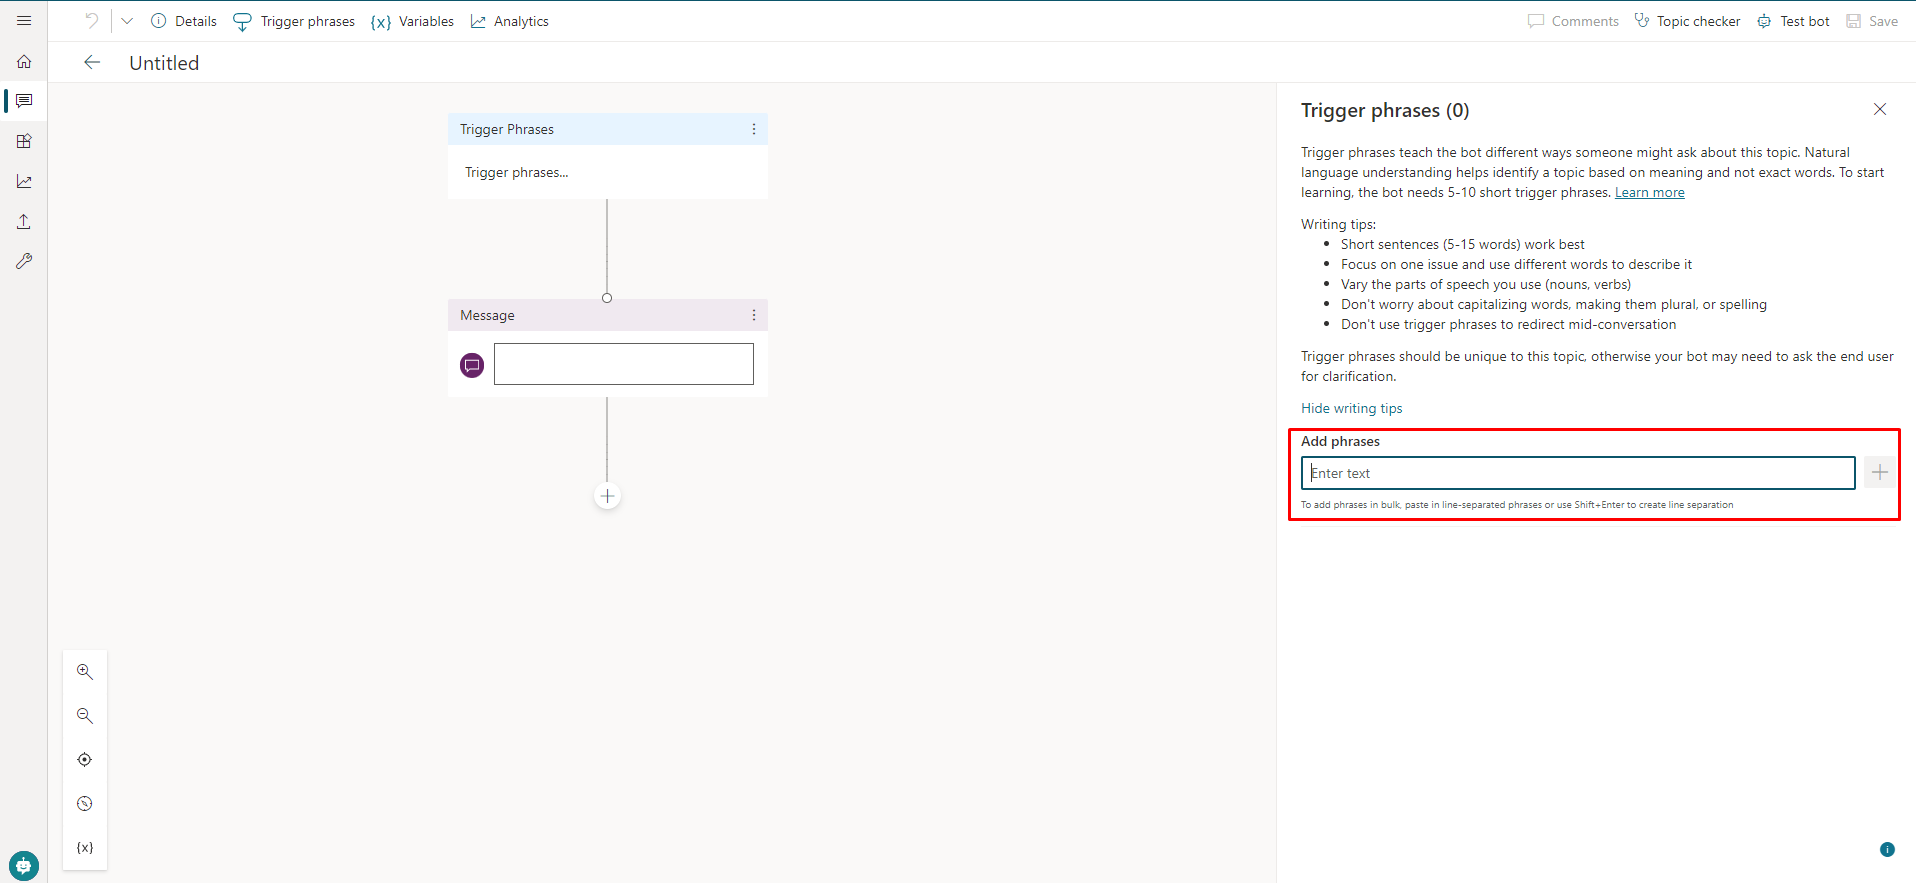 Details
Trigger phrases
{x} Variables
Analytics
Comments
Topic checker
Test bot
Save
Untitled
Trigger Phrases
Trigger phrases...
Message
Trigger phrases (0)
Trigger phrases teach the bot different ways someone might ask about this topic. Natural
language understanding helps identify a topic based on meaning and not exact words. To start
learning, the bot needs 5-10 short trigger phrases. Learn more
Writing tips:
• Short sentences (5-15 words) work best
• Focus on one issue and use different words to describe it
• Vary the parts of speech you use (nouns, verbs)
• Don't worry about capitalizing words, making them plural, or spelling
• Don't use trigger phrases to redirect mid-conversation
Trigger phrases should be unique to this topic, otherwise your bot may need to ask the end user
for clarification.
Hide writing tips
Add phrases
Enter text
To add phrases in bulk, paste in line-separated phrases or use Shift+Enter to create line separation
{x}